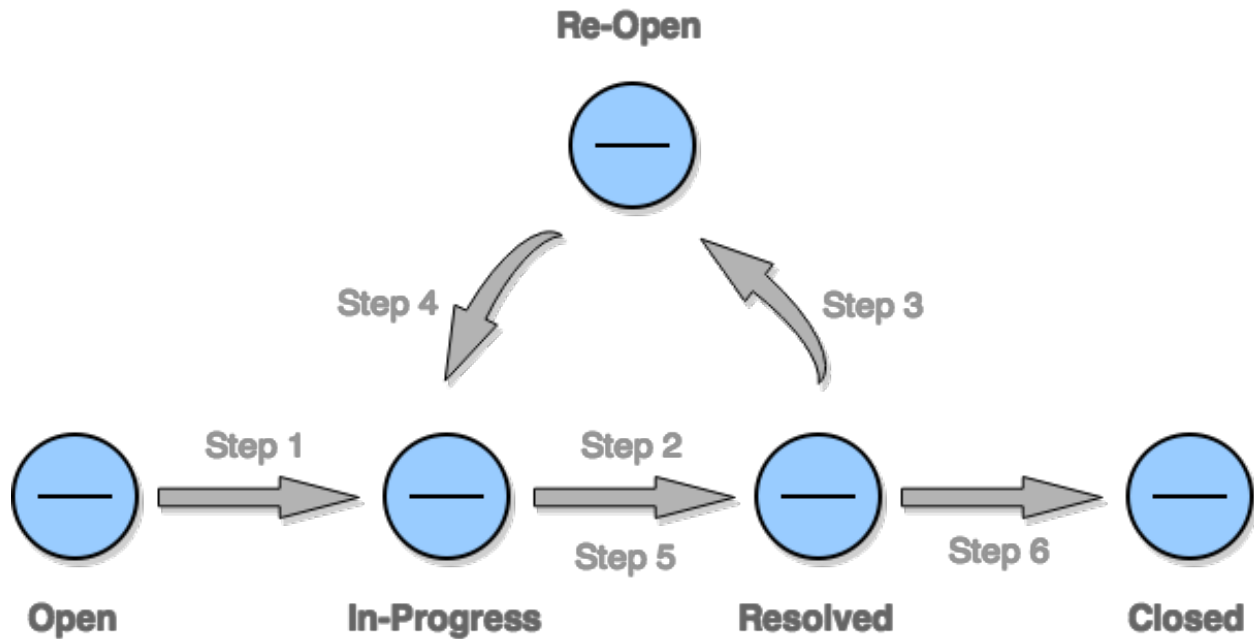 Re-Open
Step 4
Step 3
Step 1
Step 2
Step 5
Step 6
Open
In-Progress
Resolved
Closed